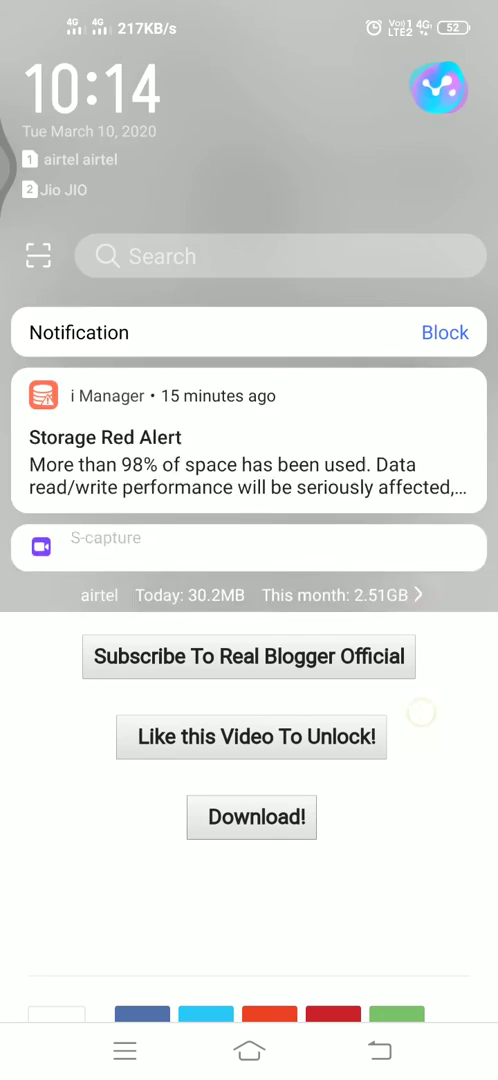 4G 4G 217KB/s VoI) 1 LTE2 4G 52
10:14
Tue March 10, 2020
1 airtel airtel
2 Jio JIO
Search
Notification Block
i Manager • 15 minutes ago
Storage Red Alert
More than 98% of space has been used. Data
read/write performance will be seriously affected,...
S-capture
airtel Today: 30.2MB This month: 2.51GB
Subscribe To Real Blogger Official
Like this Video To Unlock!
Download!